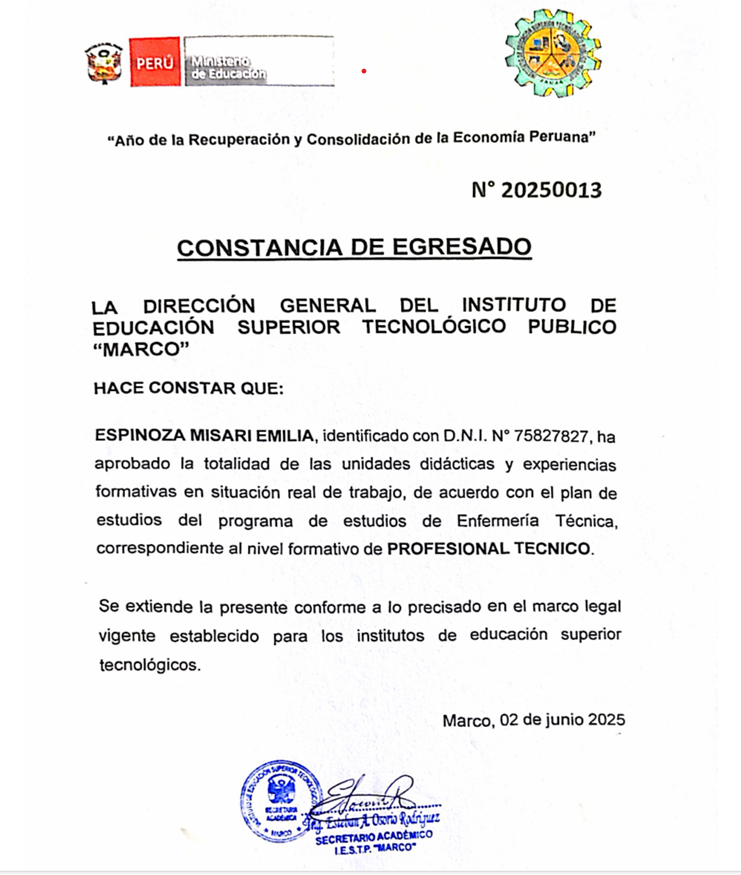 PERÚ
Ministerio
de Educación
“Año de la Recuperación y Consolidación de la Economía Peruana”
N° 20250013
CONSTANCIA DE EGRESADO
LA DIRECCIÓN GENERAL DEL INSTITUTO DE
EDUCACIÓN SUPERIOR TECNOLÓGICO PUBLICO
“MARCO”
HACE CONSTAR QUE:
ESPINOZA MISARI EMILIA, identificado con D.N.I. N° 75827827, ha
aprobado la totalidad de las unidades didácticas y experiencias
formativas en situación real de trabajo, de acuerdo con el plan de
estudios del programa de estudios de Enfermería Técnica,
correspondiente al nivel formativo de PROFESIONAL TECNICO.
Se extiende la presente conforme a lo precisado en el marco legal
vigente establecido para los institutos de educación superior
tecnológicos.
Marco, 02 de junio 2025
SECRETARIA
ACADÉMICA
MARCO
Ing. Esteban A. Osorio Rodríguez
SECRETARIO ACADÉMICO
I.E.S.T.P. "MARCO"